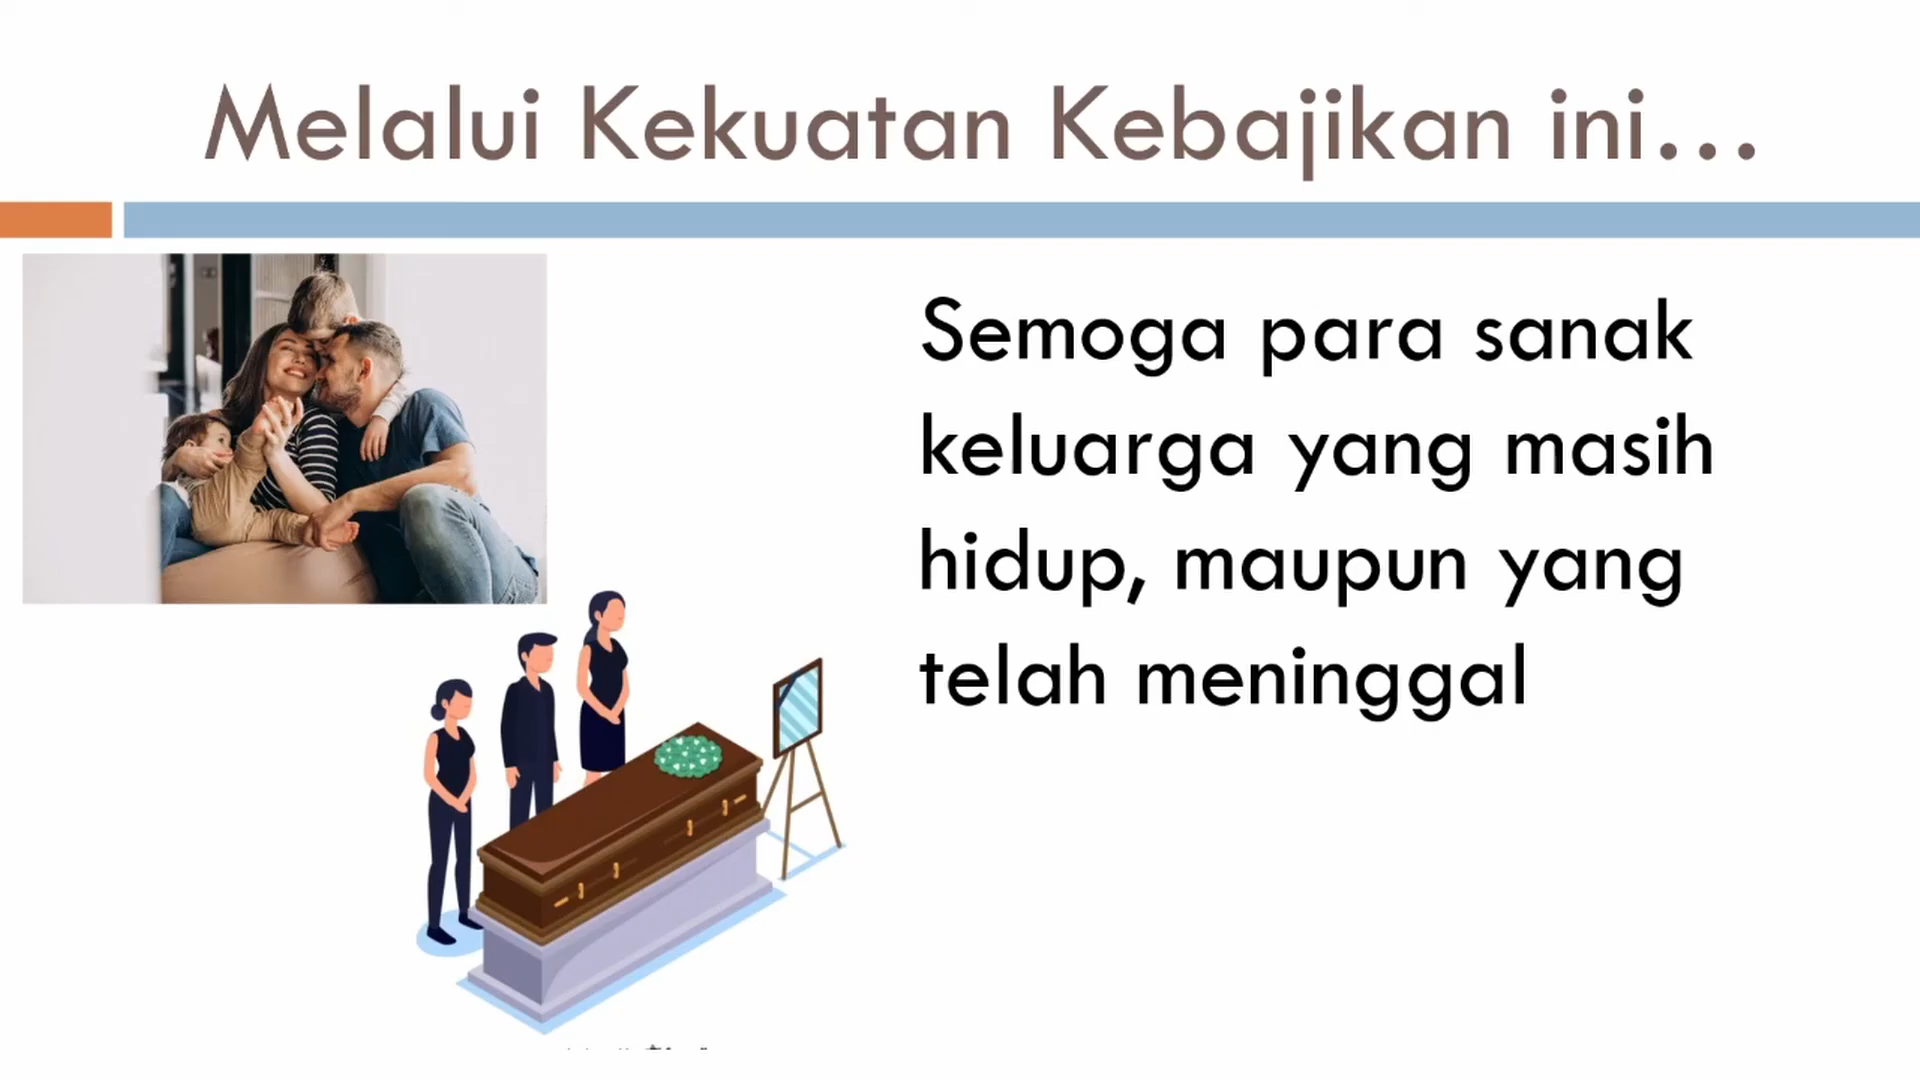 Melalui Kekuatan Kebajikan ini...
Semoga para sanak
keluarga yang masih
hidup, maupun yang
telah meninggal